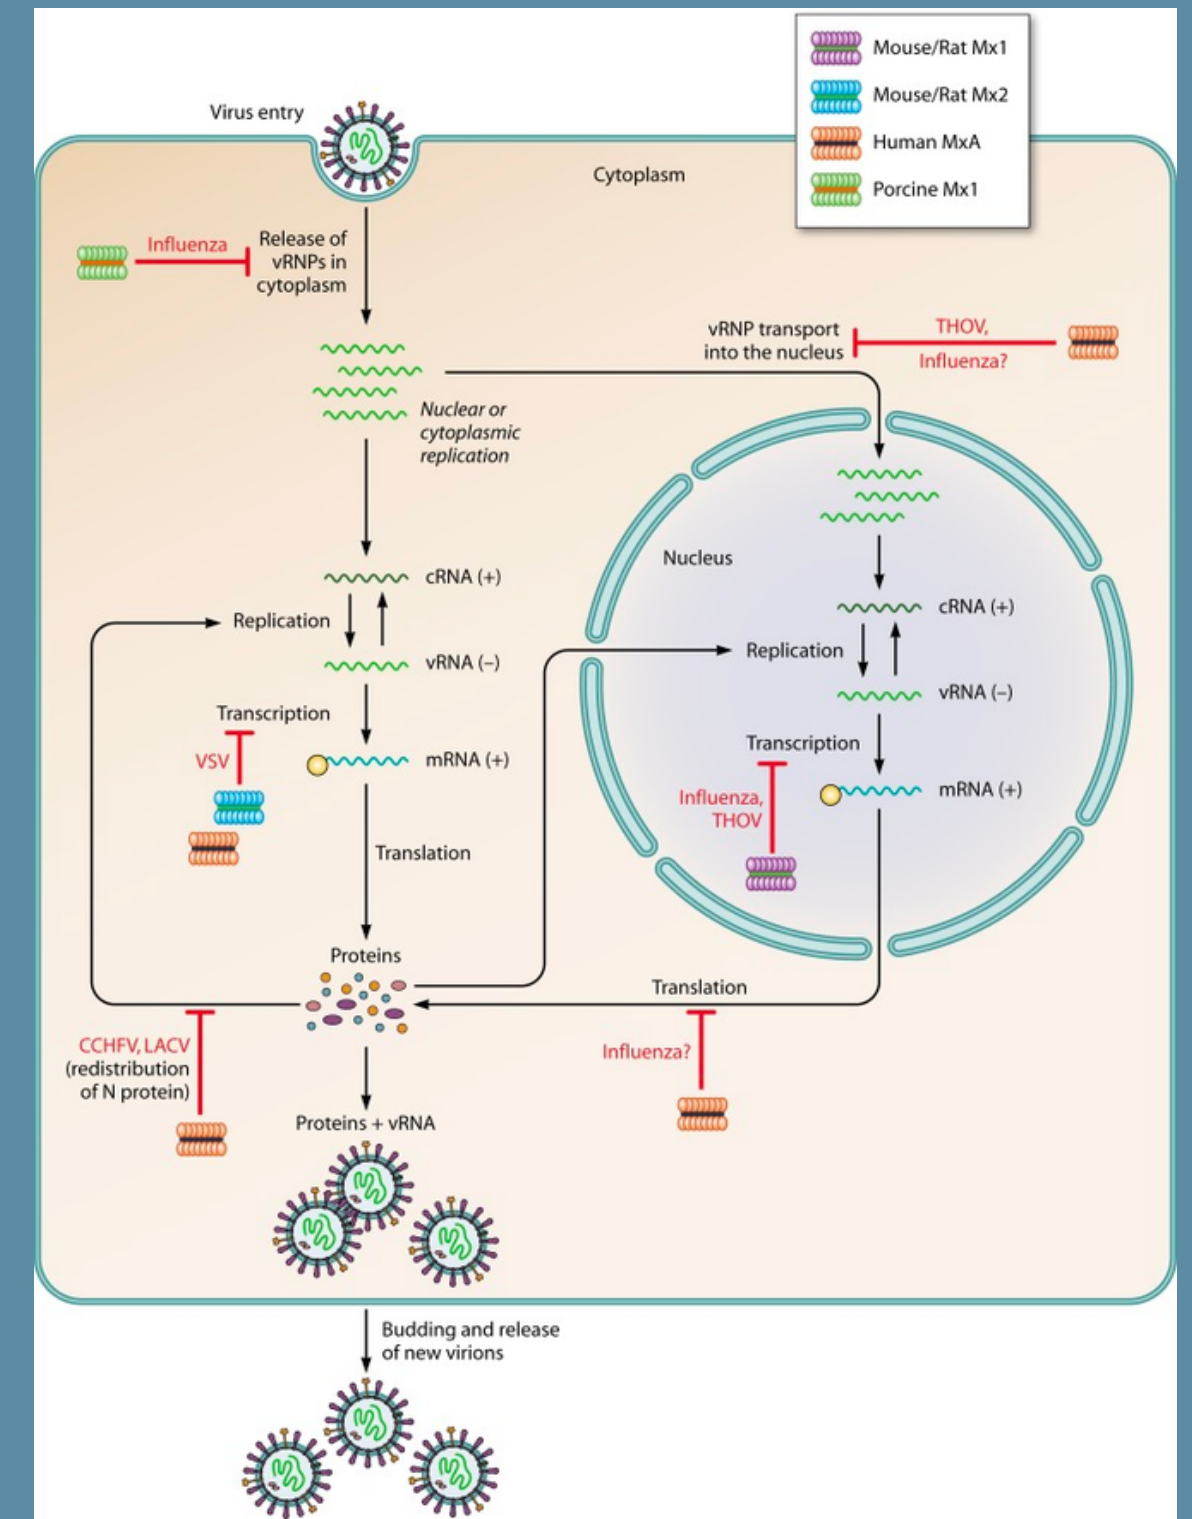 Mouse/Rat Mx1
Mouse/Rat Mx2
Human MxA
Porcine Mx1
Virus entry
Cytoplasm
Influenza
Release of
vRNPs in
cytoplasm
vRNP transport
into the nucleus
THOV,
Influenza?
Nuclear or
cytoplasmic
replication
Nucleus
cRNA (+)
Replication
vRNA (–)
Transcription
VSV
mRNA (+)
Translation
cRNA (+)
Replication
vRNA (–)
Transcription
Influenza,
THOV
mRNA (+)
Proteins
Translation
CCHFV, LACV
(redistribution
of N protein)
Influenza?
Proteins + vRNA
Budding and release
of new virions